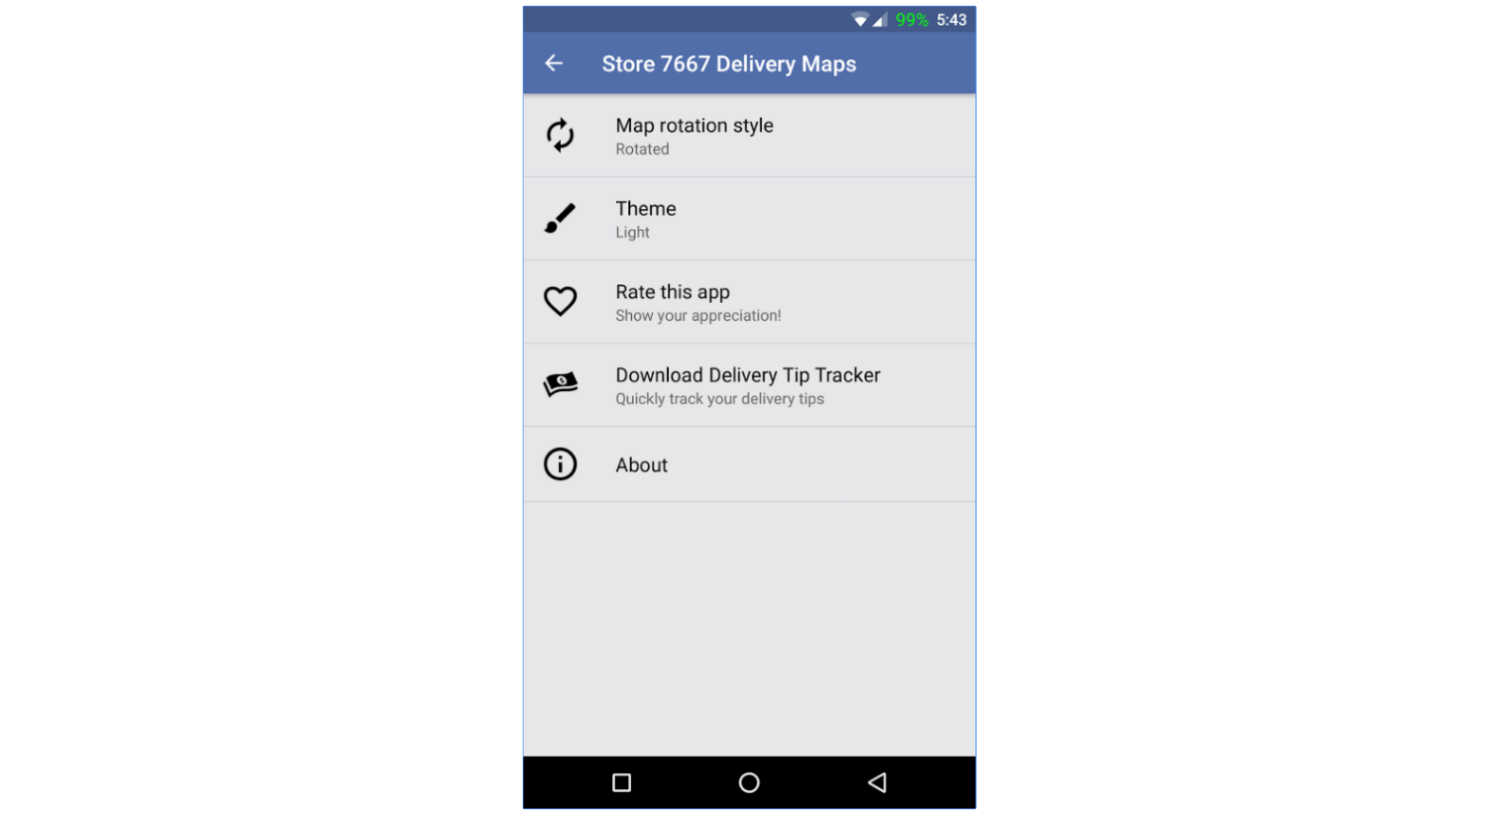 99% 5:43
Store 7667 Delivery Maps
Map rotation style
Rotated
Theme
Light
Rate this app
Show your appreciation!
Download Delivery Tip Tracker
Quickly track your delivery tips
About